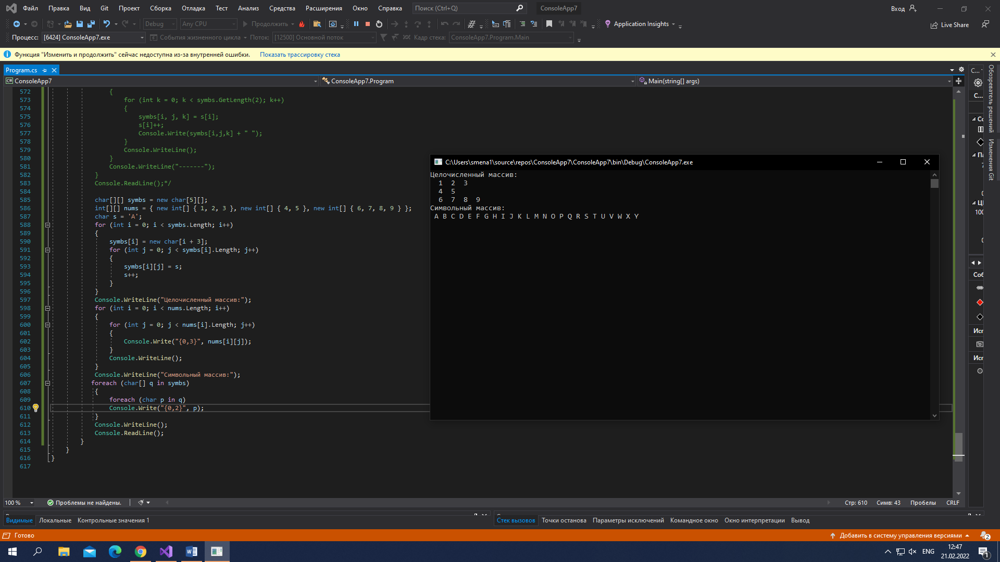 Файл Правка Вид Git Проект Сборка Отладка Тест Анализ Средства Расширения Окно Справка Поиск (Ctrl+Q) ConsoleApp7 Вход
Debug Any CPU Продолжить Application Insights Live Share
Процесс: [6424] ConsoleApp7.exe События жизненного цикла Поток: [12500] Основной поток Кадр стека: ConsoleApp7.Program.Main
Функция "Изменить и продолжить" сейчас недоступна из-за внутренней ошибки. Показать трассировку стека
Program.cs
ConsoleApp7 ConsoleApp7.Program Main(string[] args)
572 {
573 for (int k = 0; k < symbs.GetLength(2); k++)
574 {
575 symbs[i, j, k] = s[i];
576 s[i]++;
577 Console.Write(symbs[i,j,k] + " ");
578 }
579 Console.WriteLine();
580 }
581 Console.WriteLine("-------");
582 }
583 Console.ReadLine();*/
584
585 char[][] symbs = new char[5][];
586 int[][] nums = { new int[] { 1, 2, 3 }, new int[] { 4, 5 }, new int[] { 6, 7, 8, 9 } };
587 char s = 'A';
588 for (int i = 0; i < symbs.Length; i++)
589 {
590 symbs[i] = new char[i + 3];
591 for (int j = 0; j < symbs[i].Length; j++)
592 {
593 symbs[i][j] = s;
594 s++;
595 }
596 }
597 Console.WriteLine("Целочисленный массив:");
598 for (int i = 0; i < nums.Length; i++)
599 {
600 for (int j = 0; j < nums[i].Length; j++)
601 {
602 Console.Write("{0,3}", nums[i][j]);
603 }
604 Console.WriteLine();
605 }
606 Console.WriteLine("Символьный массив:");
607 foreach (char[] q in symbs)
608 {
609 foreach (char p in q)
610 Console.Write("{0,2}", p);
611 }
612 Console.WriteLine();
613 Console.ReadLine();
614 }
615 }
616 }
617
C:\Users\smena1\source\repos\ConsoleApp7\ConsoleApp7\bin\Debug\ConsoleApp7.exe
Целочисленный массив:
1 2 3
4 5
6 7 8 9
Символьный массив:
A B C D E F G H I J K L M N O P Q R S T U V W X Y
С...
С...
Со
Па
ЦГ
100
Соб
Исг
Исг
Обозреватель решений
Изменения Git
100 % Проблемы не найдены. Стр: 610 Симв: 43 Пробелы CRLF
Видимые Локальные Контрольные значения 1 Стек вызовов Точки останова Параметры исключений Командное окно Окно интерпретации Вывод
Готово Добавить в систему управления версиями 2
ENG 12:47
21.02.2022 1